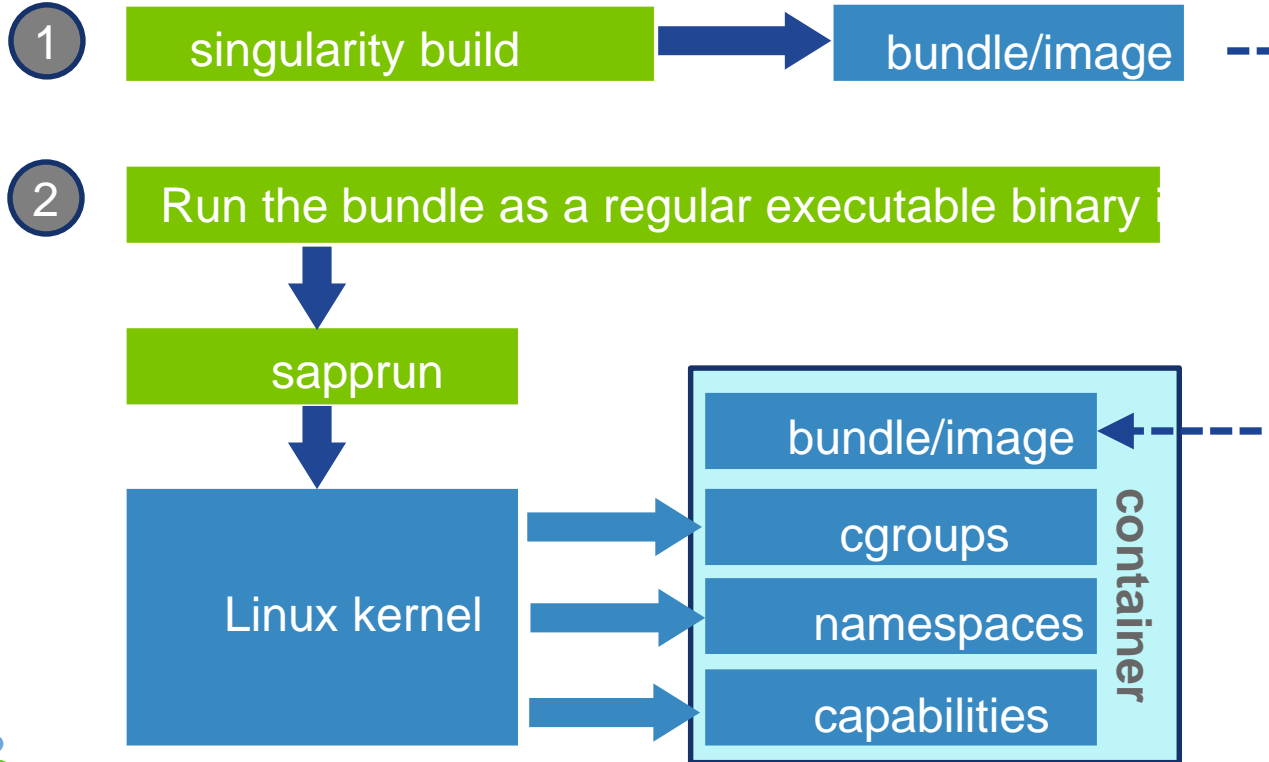 1
singularity build
bundle/image
2
Run the bundle as a regular executable binary
sapprun
bundle/image
cgroups
Linux kernel
namespaces
capabilities
container